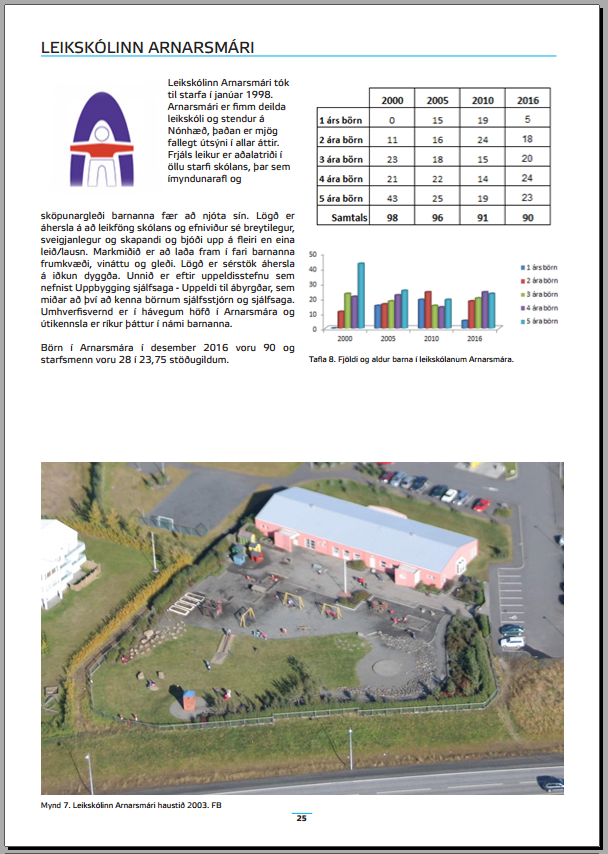 LEIKSKÓLINN ARNARSMÁRI
Leikskólinn Arnarsmári tók
til starfa í janúar 1998.
Arnarsmári er fimm deilda
leikskóli og stendur á
Nónhæð, þaðan er mjög
fallegt útsýni í allar áttir.
Frjáls leikur er aðalatriði í
öllu starfi skólans, þar sem
ímyndunarafl og
sköpunargleði barnanna fær að njóta sín. Lögð er
áhersla á að leikföng skólans og efniviður sé breytilegur,
sveigjanlegur og skapandi og bjóði upp á fleiri en eina
leið/lausn. Markmiðið er að laða fram í fari barnanna
frumkvæði, vináttu og gleði. Lögð er sérstök áhersla
á iðkun dyggða. Unnið er eftir uppeldisstefnu sem
nefnist Uppbygging sjálfsaga - Uppeldi til ábyrgðar, sem
miðar að því að kenna börnum sjálfsstjórn og sjálfsaga.
Umhverfisvernd er í hávegum höfð í Arnarsmára og
útikennsla er ríkur þáttur í námi barnanna.
Börn í Arnarsmára í desember 2016 voru 90 og
starfsmenn voru 28 í 23,75 stöðugildum.
2000 2005 2010 2016
1 árs börn 0 15 19 5
2 ára börn 11 16 24 18
3 ára börn 23 18 15 20
4 ára börn 21 22 14 24
5 ára börn 43 25 19 23
Samtals 98 96 91 90
50
40
30
20
10
0
2000 2005 2010 2016
1 árs börn
2 ára börn
3 ára börn
4 ára börn
5 ára börn
Tafla 8. Fjöldi og aldur barna í leikskólanum Arnarsmára.
Mynd 7. Leikskólinn Arnarsmári haustið 2003. FB
25